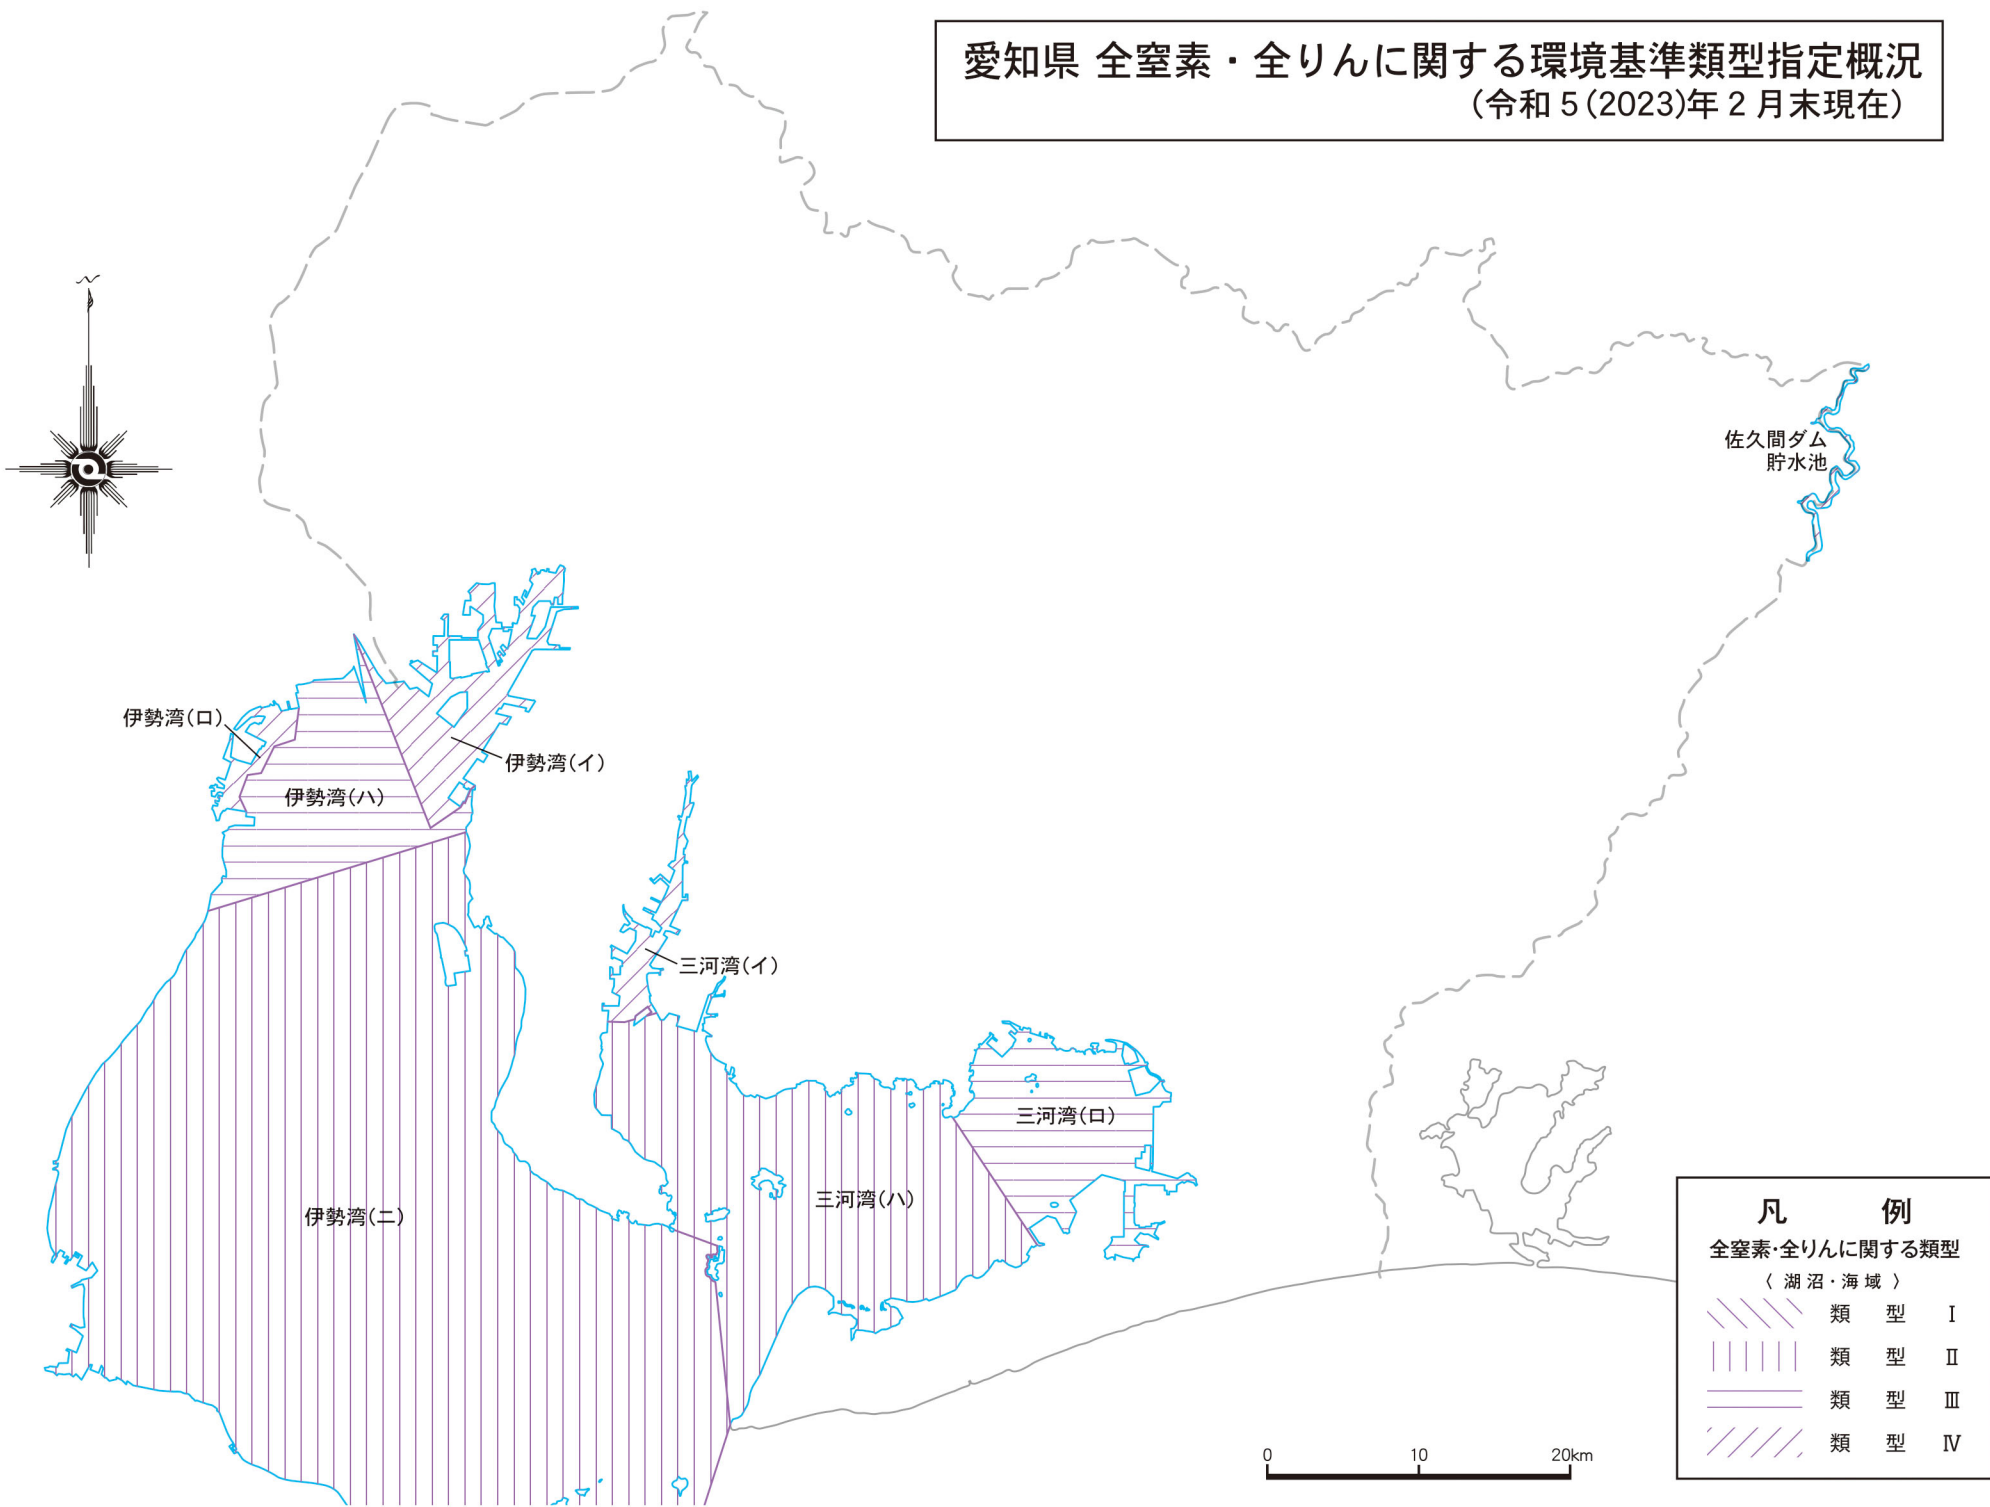 愛知県 全窒素・全りんに関する環境基準類型指定概況
(令和5(2023)年2月末現在)
N
佐久間ダム
貯水池
伊勢湾(ロ)
伊勢湾(イ)
伊勢湾(ハ)
三河湾(イ)
三河湾(ロ)
三河湾(ハ)
伊勢湾(ニ)
凡 例
全窒素・全りんに関する類型
〈 湖沼・海域 〉
類 型 Ⅰ
類 型 Ⅱ
類 型 Ⅲ
類 型 Ⅳ
0 10 20km